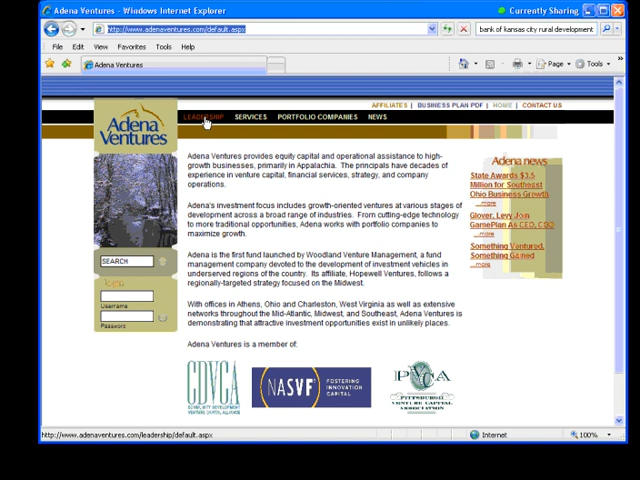 Adena Ventures - Windows Internet Explorer
Currently Sharing
http://www.adenaventures.com/default.aspx
bank of kansas city rural development
File Edit View Favorites Tools Help
Adena Ventures
Page Tools
AFFILIATES | BUSINESS PLAN PDF | HOME | CONTACT US
LEADERSHIP SERVICES PORTFOLIO COMPANIES NEWS
Adena
Ventures
SEARCH
login
Username
Password
Adena Ventures provides equity capital and operational assistance to high-
growth businesses, primarily in Appalachia. The principals have decades of
experience in venture capital, financial services, strategy, and company
operations.
Adena's investment focus includes growth-oriented ventures at various stages of
development across a broad range of industries. From cutting-edge technology
to more traditional opportunities, Adena works with portfolio companies to
maximize growth.
Adena is the first fund launched by Woodland Venture Management, a fund
management company devoted to the development of investment vehicles in
underserved regions of the country. Its affiliate, Hopewell Ventures, follows a
regionally-targeted strategy focused on the Midwest.
With offices in Athens, Ohio and Charleston, West Virginia as well as extensive
networks throughout the Mid-Atlantic, Midwest, and Southeast, Adena Ventures is
demonstrating that attractive investment opportunities exist in unlikely places.
Adena Ventures is a member of:
Adena news
State Awards $3.5
Million for Southeast
Ohio Business Growth
...more
Glover, Levy Join
GamePlan As CEO, CSO
...more
Something Ventured,
Something Gained
...more
CDVCA
COMMUNITY DEVELOPMENT
VENTURE CAPITAL ALLIANCE
NASVF
FOSTERING
INNOVATION
CAPITAL
PVCA
PITTSBURGH
VENTURE CAPITAL
ASSOCIATION
http://www.adenaventures.com/leadership/default.aspx
Internet
100%